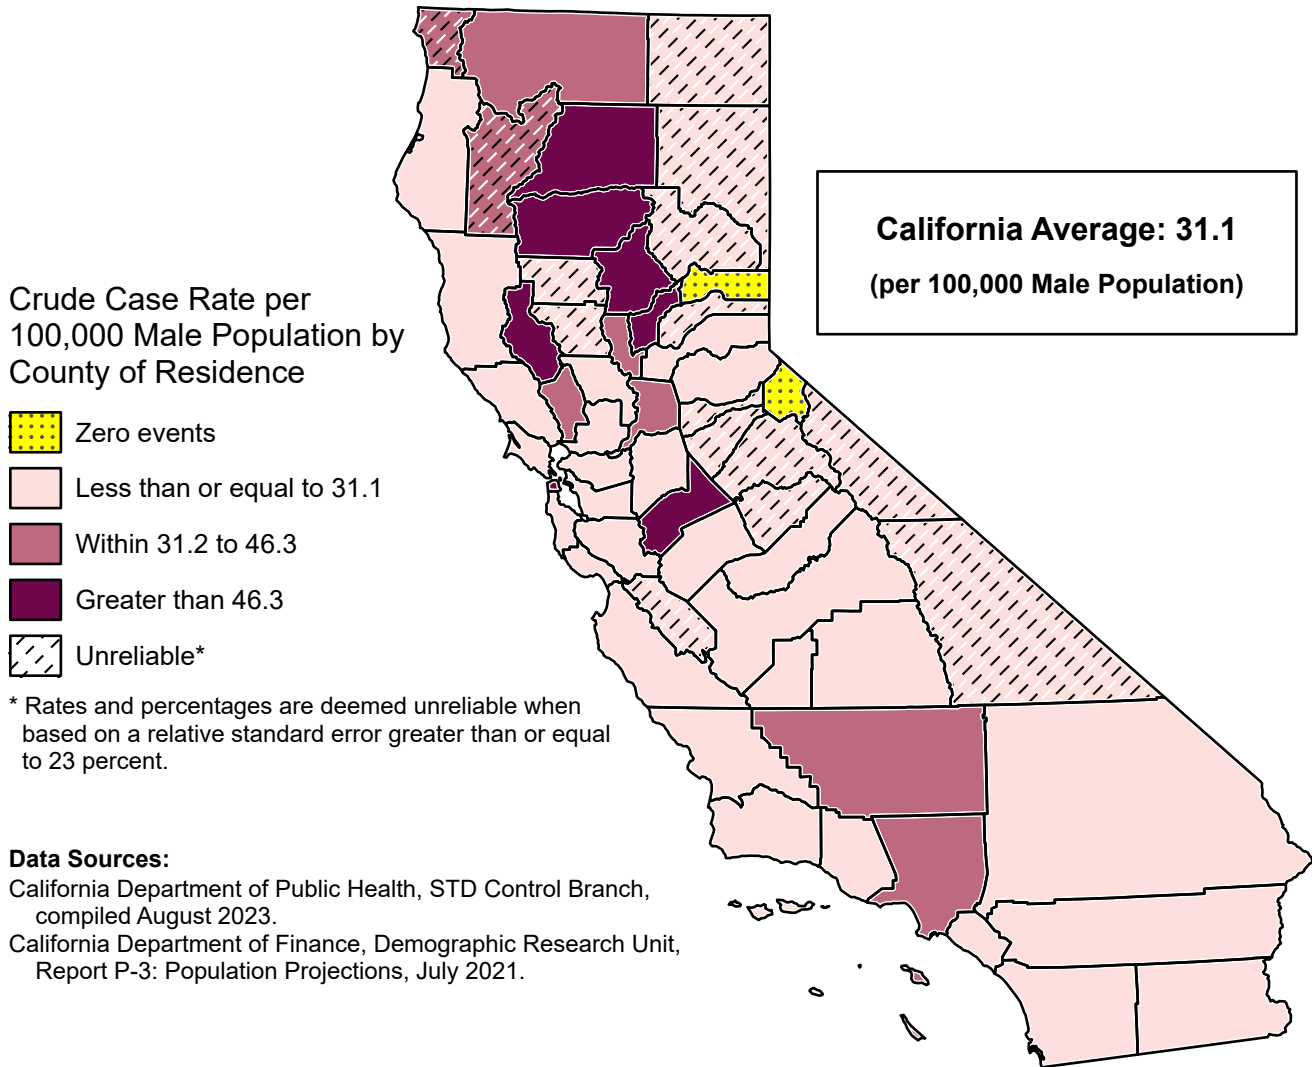 California Average: 31.1
(per 100,000 Male Population)
Crude Case Rate per
100,000 Male Population by
County of Residence
Zero events
Less than or equal to 31.1
Within 31.2 to 46.3
Greater than 46.3
Unreliable*
* Rates and percentages are deemed unreliable when
based on a relative standard error greater than or equal
to 23 percent.
Data Sources:
California Department of Public Health, STD Control Branch,
compiled August 2023.
California Department of Finance, Demographic Research Unit,
Report P-3: Population Projections, July 2021.